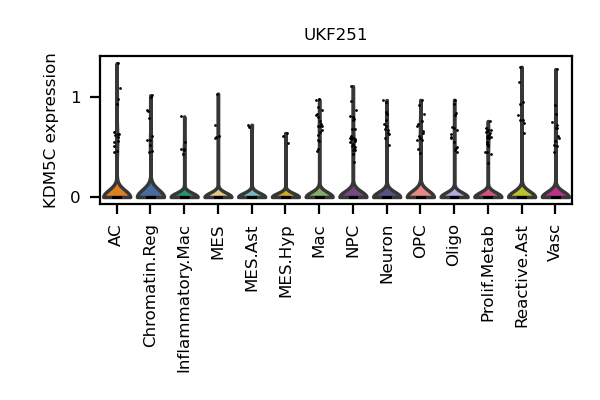 UKF251
KDM5C expression
1
0
AC
Chromatin.Reg
Inflammatory.Mac
MES
MES.Ast
MES.Hyp
Mac
NPC
Neuron
OPC
Oligo
Prolif.Metab
Reactive.Ast
Vasc